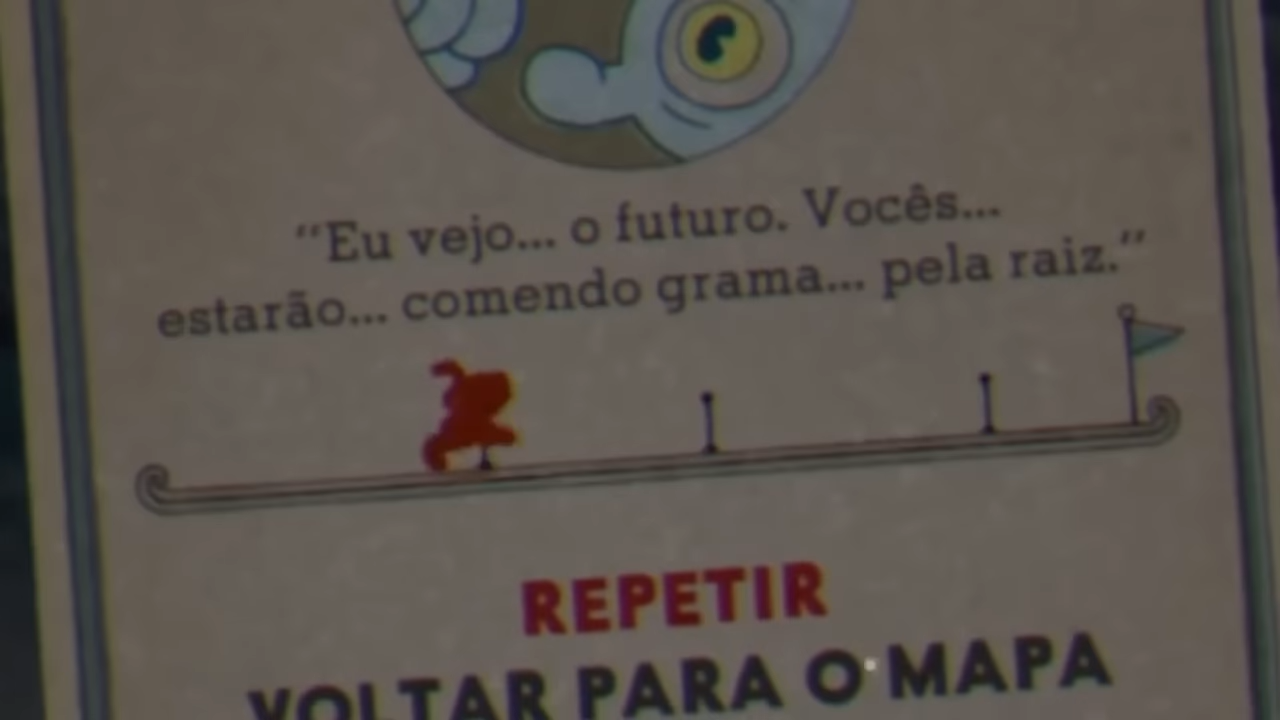 “Eu vejo... o futuro. Vocês...
estarão... comendo grama... pela raiz.”
REPETIR
VOLTAR PARA O MAPA